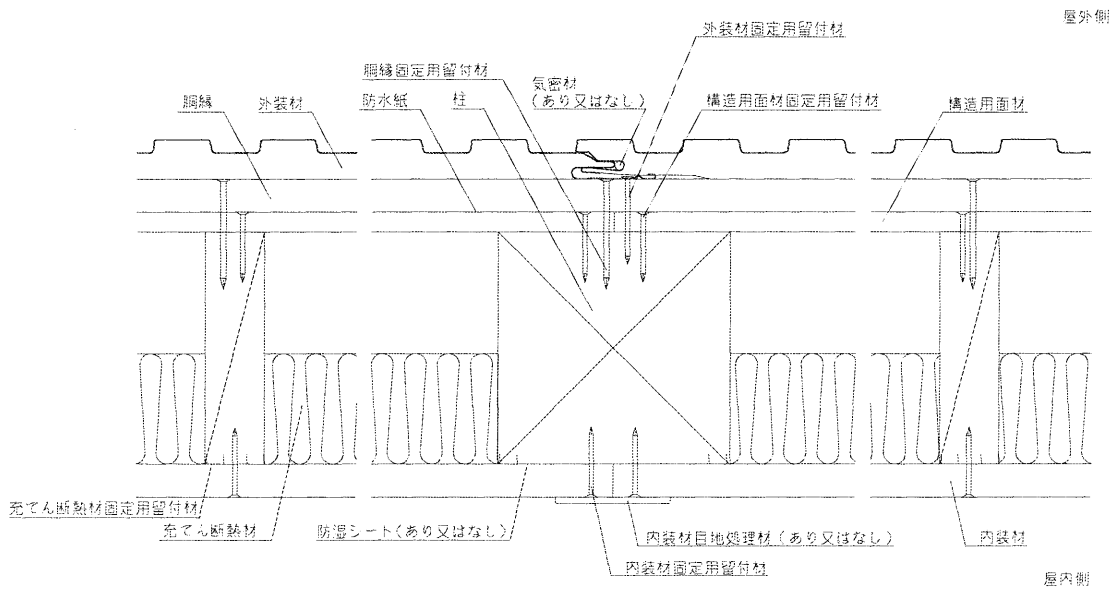 屋外側
外装材固定用留付材
胴縁固定用留付材
気密材
(あり又はなし)
胴縁
外装材
防水紙
柱
構造用面材固定用留付材
構造用面材
充てん断熱材固定用留付材
充てん断熱材
防湿シート(あり又はなし)
内装材目地処理材(あり又はなし)
内装材
内装材固定用留付材
屋内側